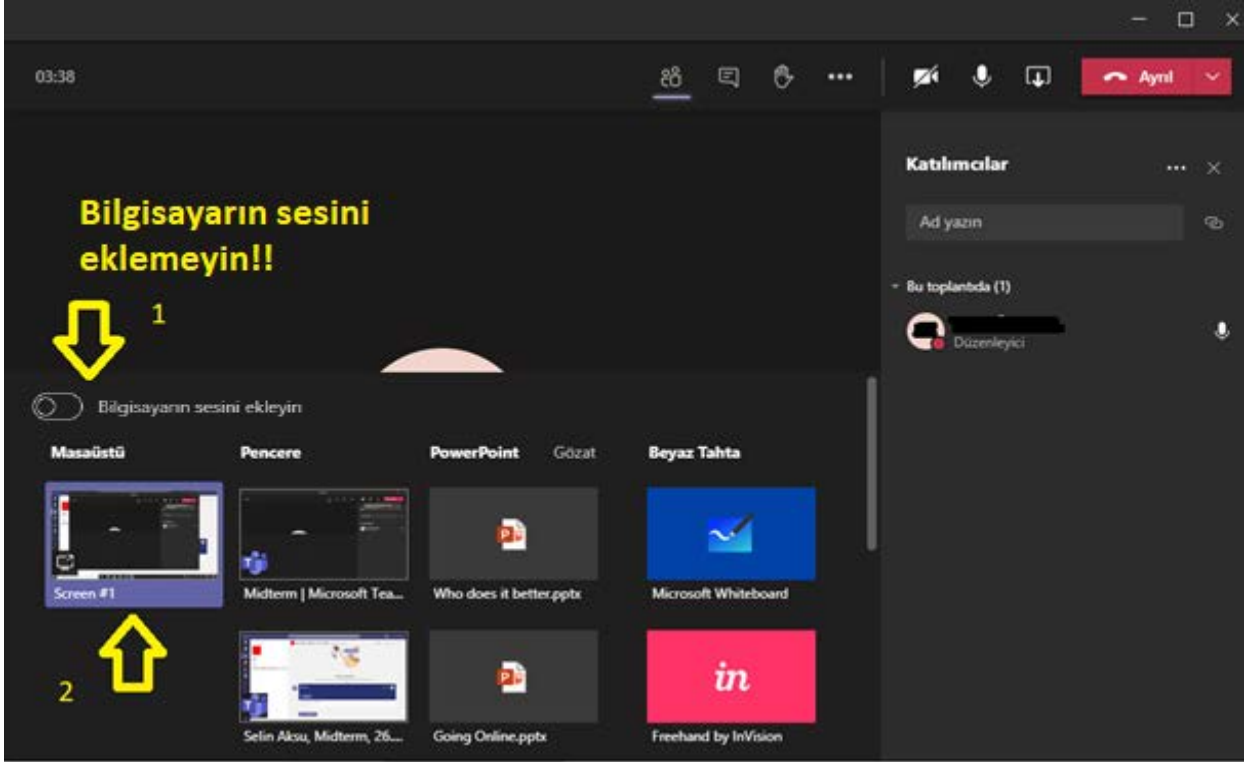 03:38
Ayrıl
Katılımcılar
Ad yazın
Bu toplantıda (1)
Düzenleyici
Bilgisayarın sesini
eklemeyin!!
1
Bilgisayarın sesini ekleyin
Masaüstü
Pencere
PowerPoint
Gözat
Beyaz Tahta
Screen #1
Midterm | Microsoft Tea...
Who does it better.pptx
Microsoft Whiteboard
2
in
Selin Aksu, Midterm, 26....
Going Online.pptx
Freehand by InVision